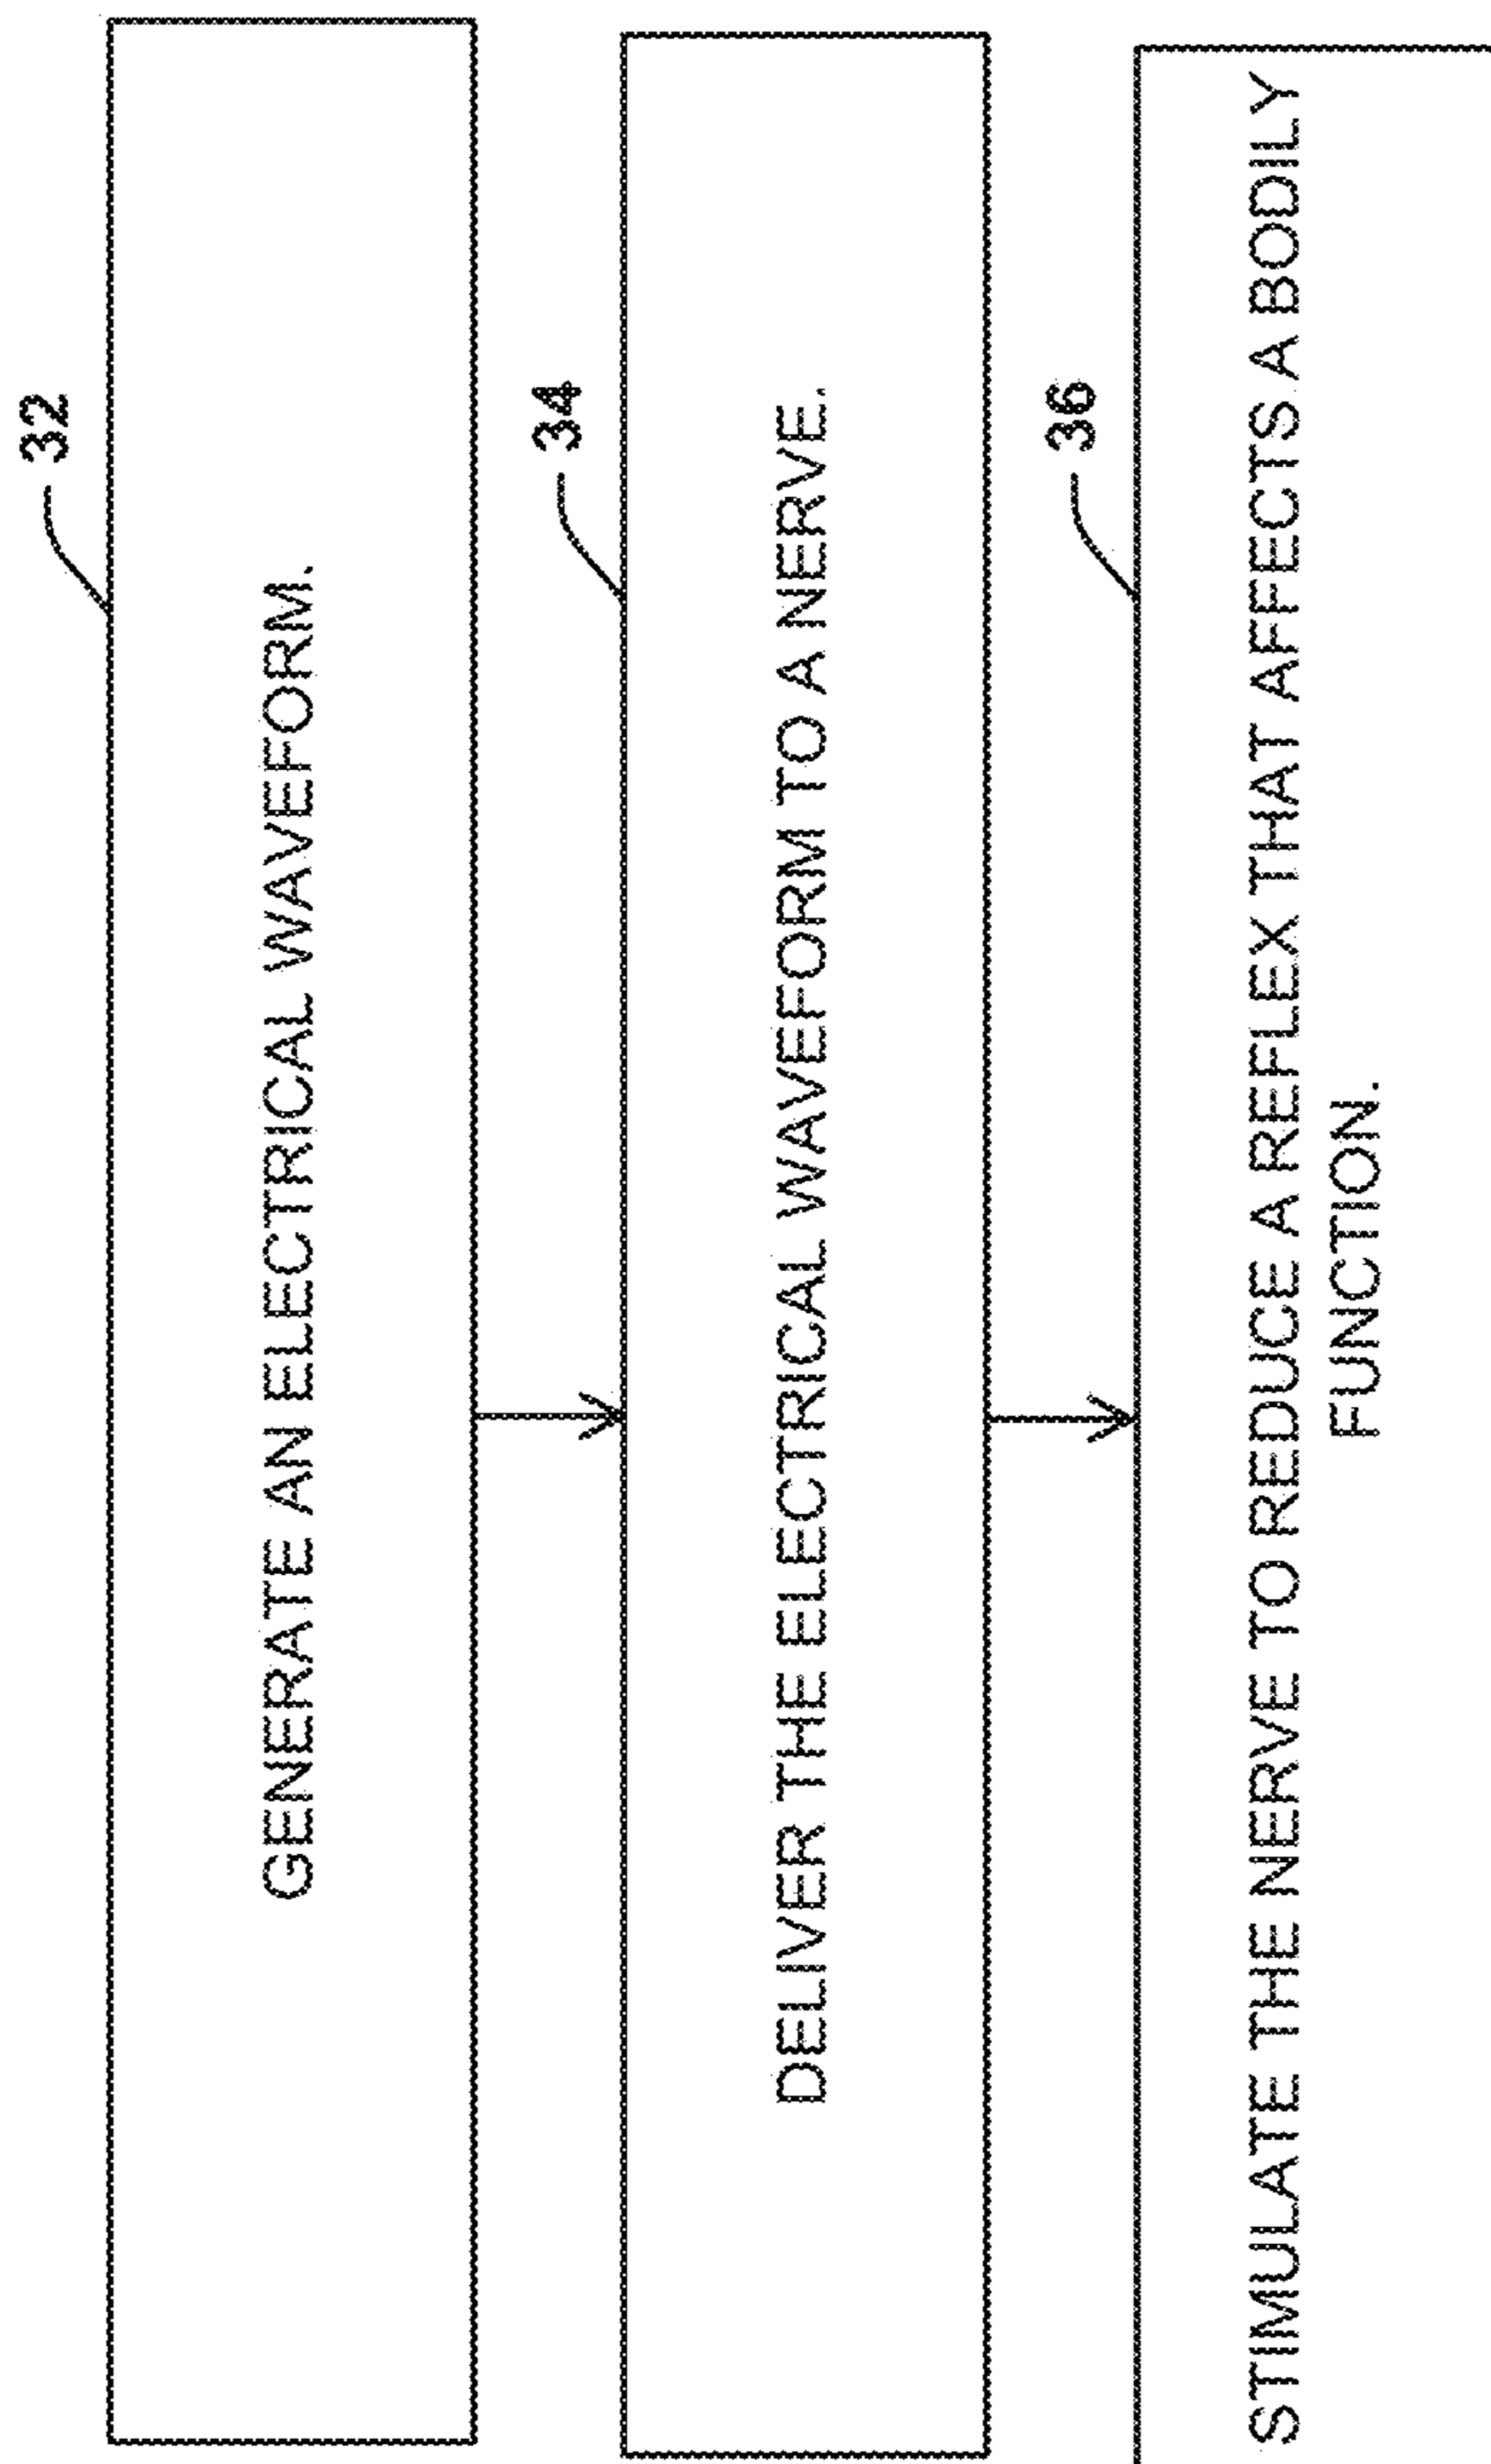 32
GENERATE AN ELECTRICAL WAVEFORM.
34
DELIVER THE ELECTRICAL WAVEFORM TO A NERVE.
36
STIMULATE THE NERVE TO REDUCE A REFLEX THAT AFFECTS A BODILY
FUNCTION.